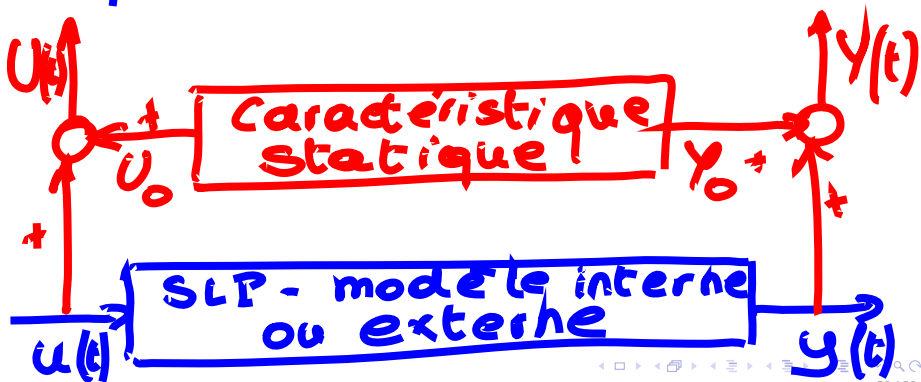 U(t) Y(t)
+ Caractéristique
statique
U₀ Y₀ +
+ +
SLP - modèle interne
ou externe
u(t) y(t)